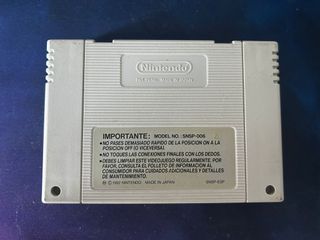 Nintendo
IMPORTANTE: MODEL NO.: SNSP-006
•NO PASES DEMASIADO RAPIDO DE LA POSICION ON A LA
POSICION OFF (O VICEVERSA).
•NO TOQUES LAS CONEXIONES FINALES CON LOS DEDOS.
•DEBES LIMPIAR ESTE VIDEOJUEGO REGULARMENTE. POR
FAVOR, CONSULTA EL FOLLETO DE INFORMACION AL
CONSUMIDOR PARA CUIDADOS ADICIONALES Y DETALLES
DE MANTENIMIENTO.
© 1992 NINTENDO MADE IN JAPAN SNSP-ESP